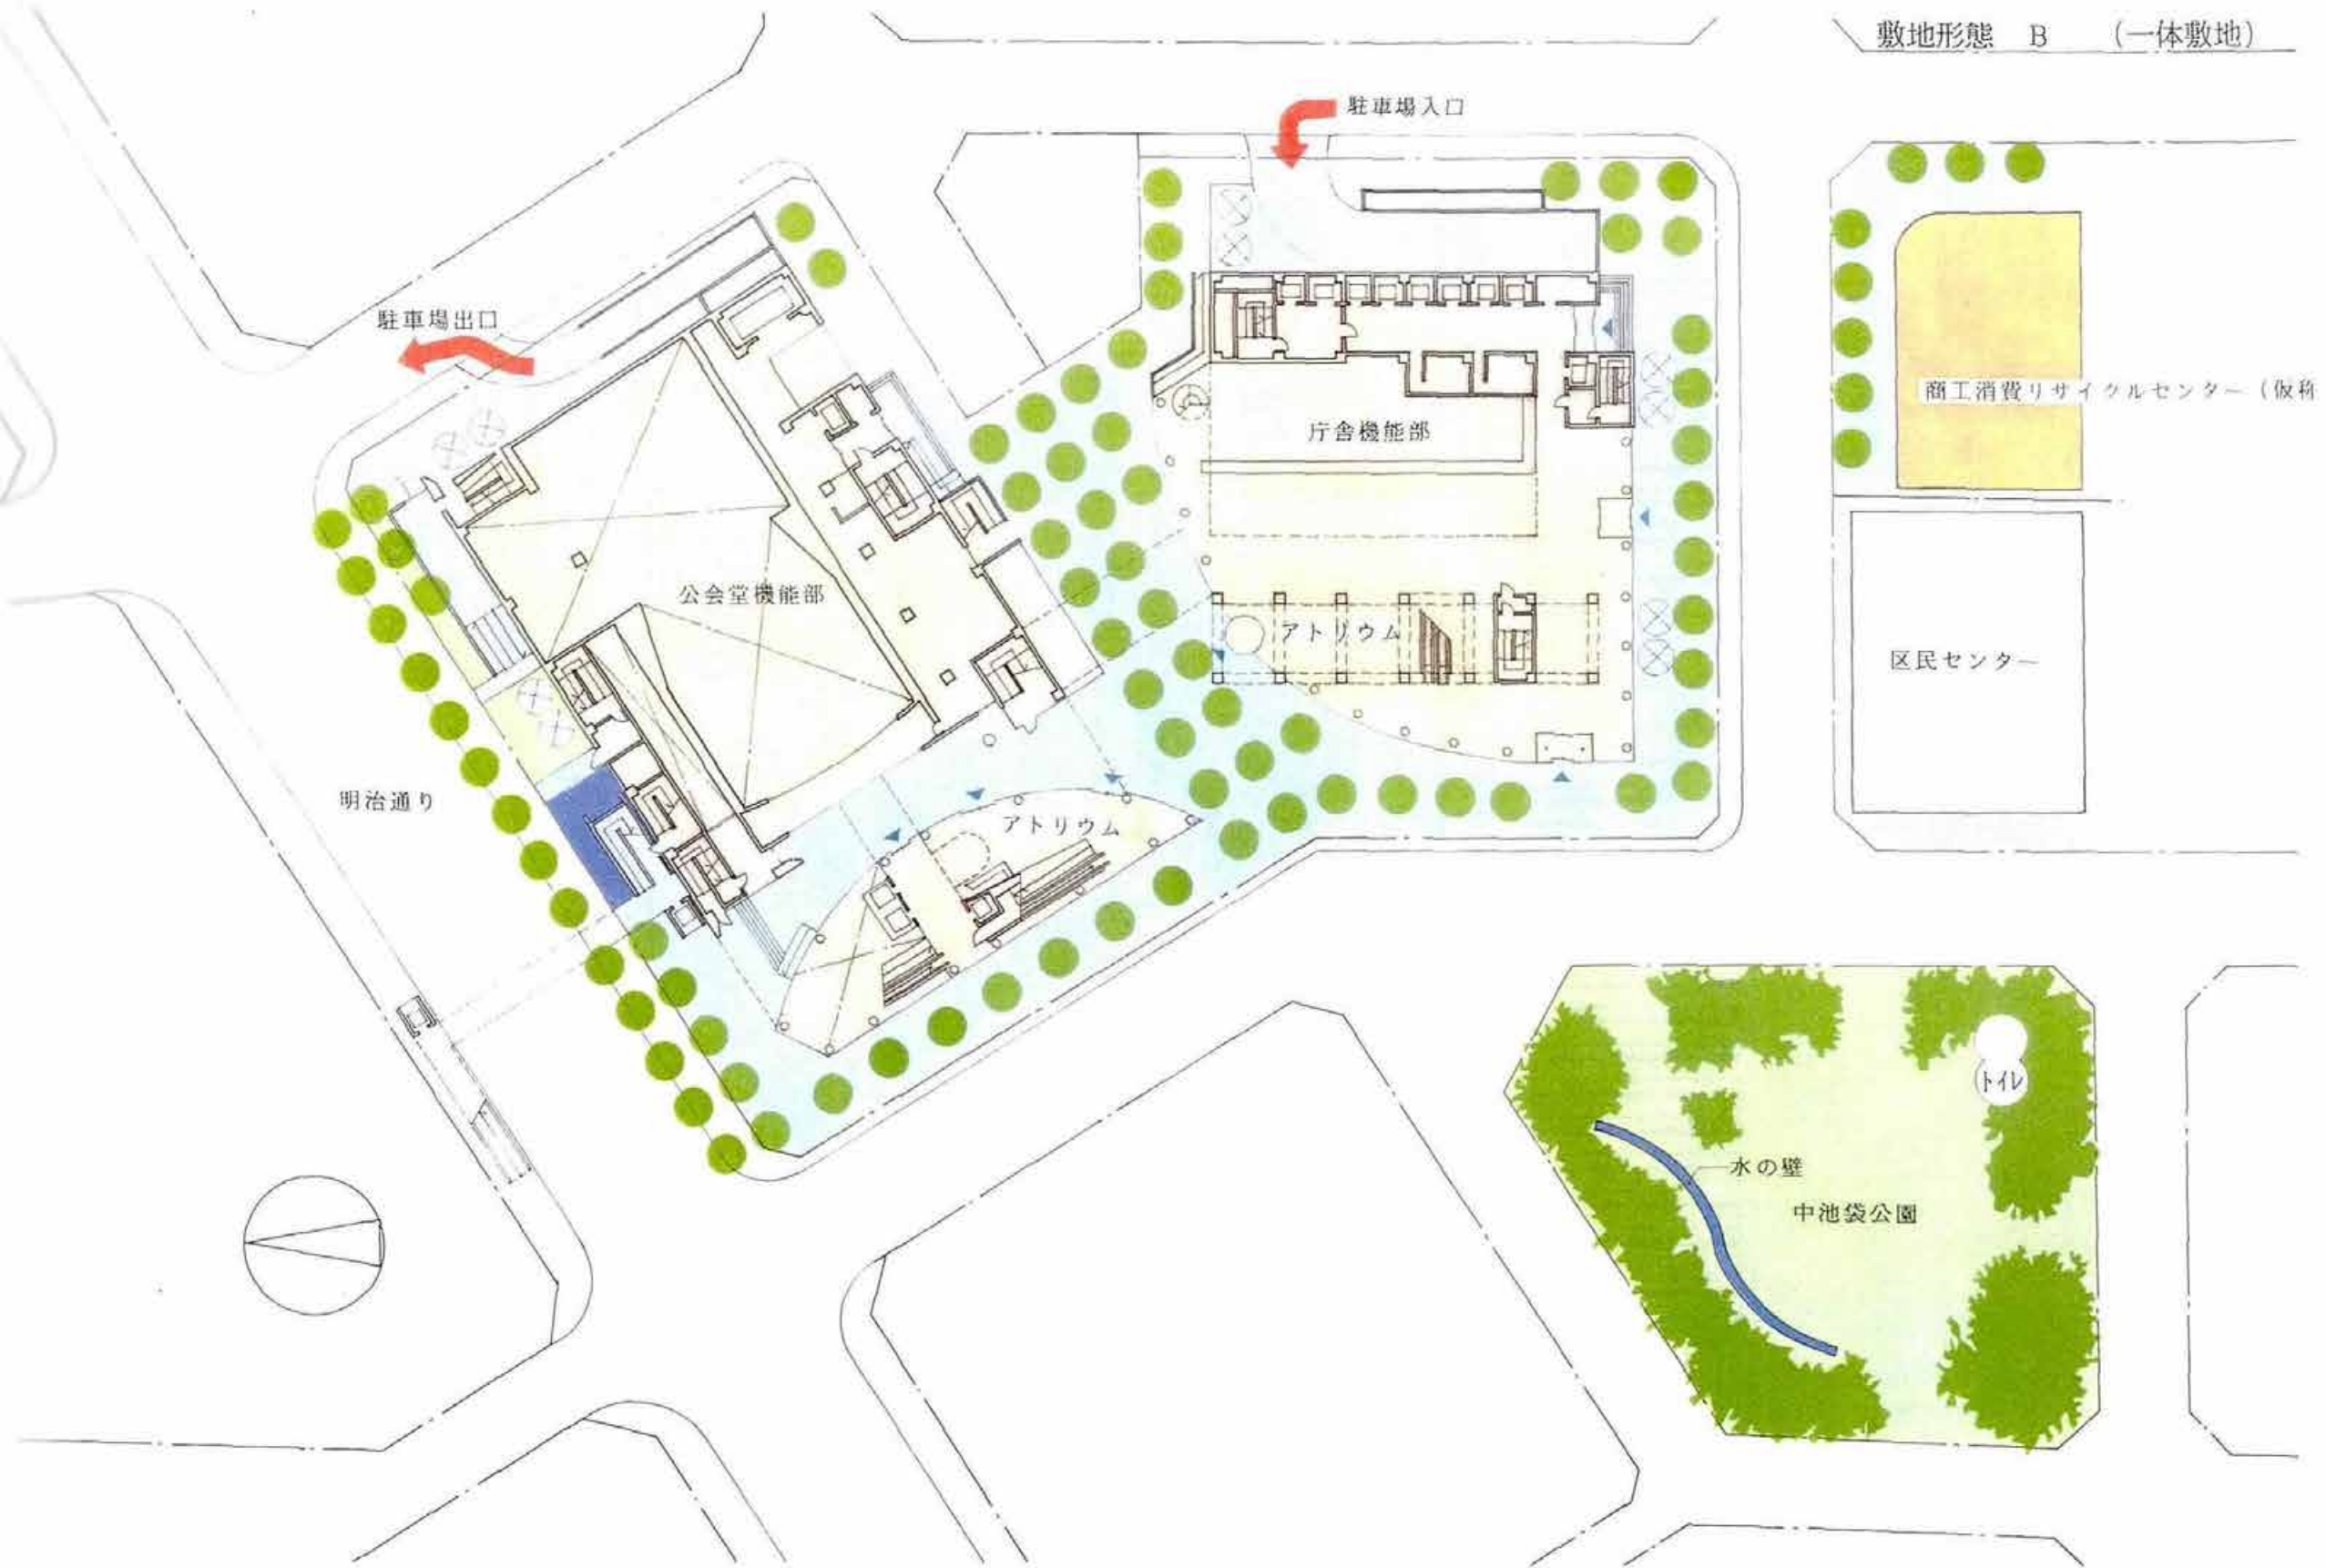 敷地形態 B (一体敷地)
駐車場入口
駐車場出口
商工消費リサイクルセンター(仮称
庁舎機能部
公会堂機能部
アトリウム
区民センター
明治通り
アトリウム
トイレ
水の壁
中池袋公園